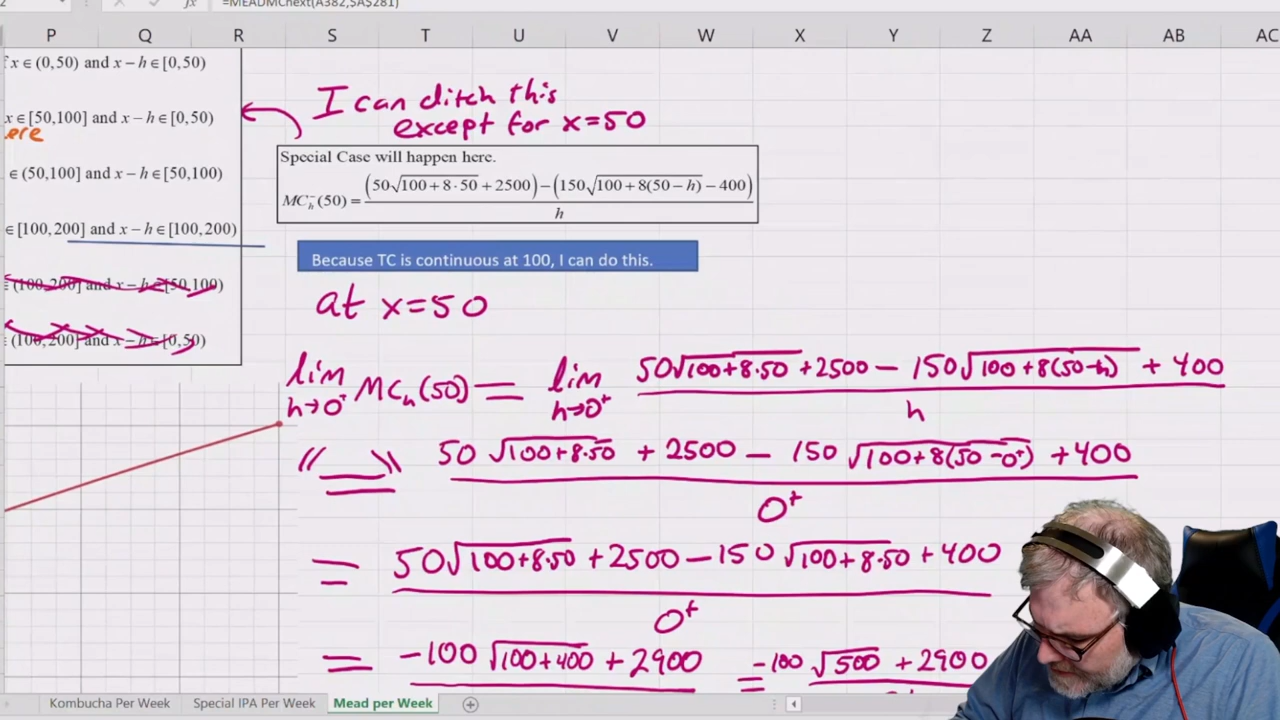 =MEADMCnext(A382,$A$281)
P Q R S T U V W X Y Z AA AB AC
x ∈ (0,50) and x − h ∈ [0,50)
x ∈ [50,100] and x − h ∈ [0,50)
ere
∈ (50,100] and x − h ∈ [50,100)
∈ [100,200] and x − h ∈ [100,200)
∈ (100,200] and x − h ∈ [50,100)
∈ (100,200] and x − h ∈ [0,50)
I can ditch this
except for x=50
Special Case will happen here.
MC_h^-(50) = ((50√(100+8·50) + 2500) − (150√(100+8(50−h)) − 400)) / h
Because TC is continuous at 100, I can do this.
at x=50
lim h→0⁺ MC_h(50) = lim h→0⁺ (50√(100+8·50) + 2500 − 150√(100+8(50−h)) + 400) / h
"=" (50√(100+8·50) + 2500 − 150√(100+8(50−0⁺)) + 400) / 0⁺
= (50√(100+8·50) + 2500 − 150√(100+8·50) + 400) / 0⁺
= −100√(100+400) + 2900 = −100√500 + 2900
Kombucha Per Week Special IPA Per Week Mead per Week